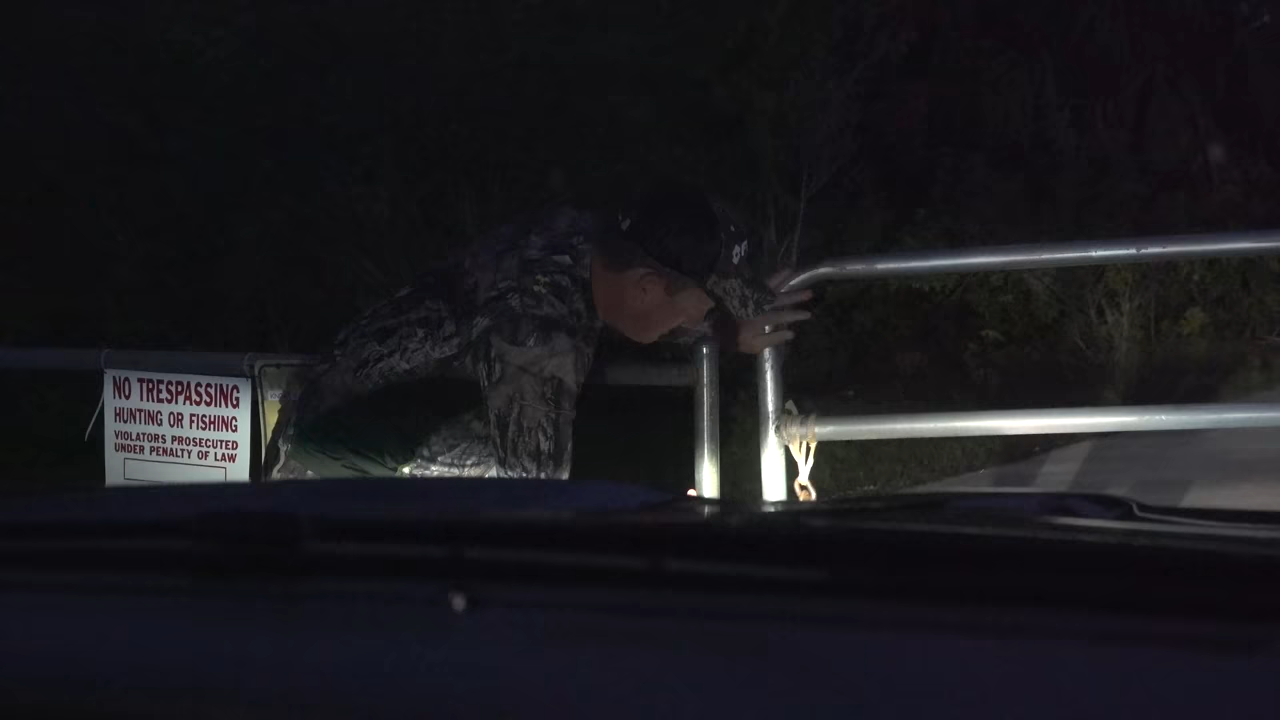 NO TRESPASSING
HUNTING OR FISHING
VIOLATORS PROSECUTED
UNDER PENALTY OF LAW